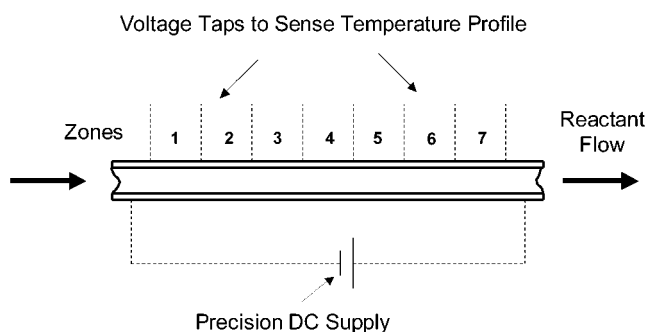 Voltage Taps to Sense Temperature Profile
Zones
1 2 3 4 5 6 7
Reactant
Flow
Precision DC Supply